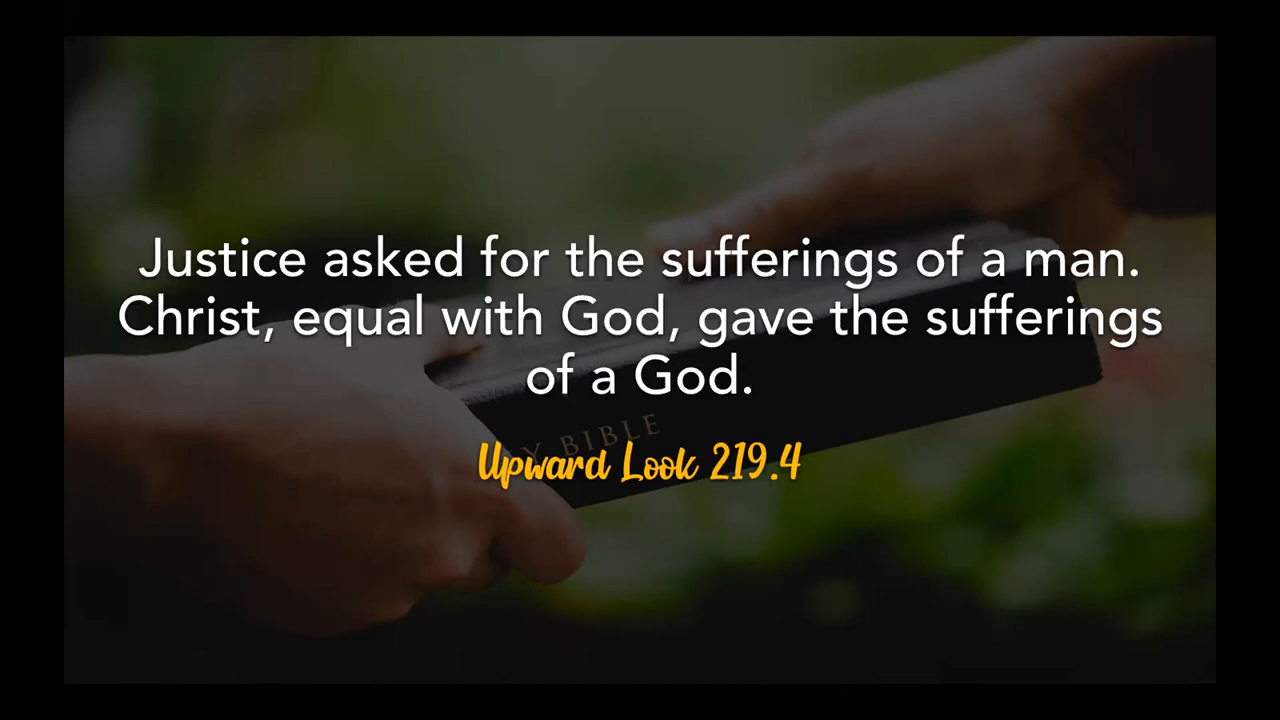 Justice asked for the sufferings of a man.
Christ, equal with God, gave the sufferings
of a God.
Y BIBLE
Upward Look 219.4